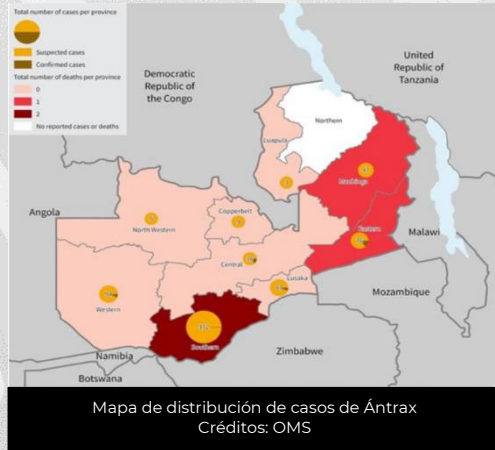 Total number of cases per province
Suspected cases
Confirmed cases
Total number of deaths per province
0
1
2
No reported cases or deaths
Democratic
Republic of
the Congo
United
Republic of
Tanzania
Northern
Luapula
Muchinga
Angola
Copperbelt
North Western
Eastern
Malawi
Central
Lusaka
Western
Mozambique
Southern
Namibia
Zimbabwe
Botswana
Mapa de distribución de casos de Ántrax
Créditos: OMS